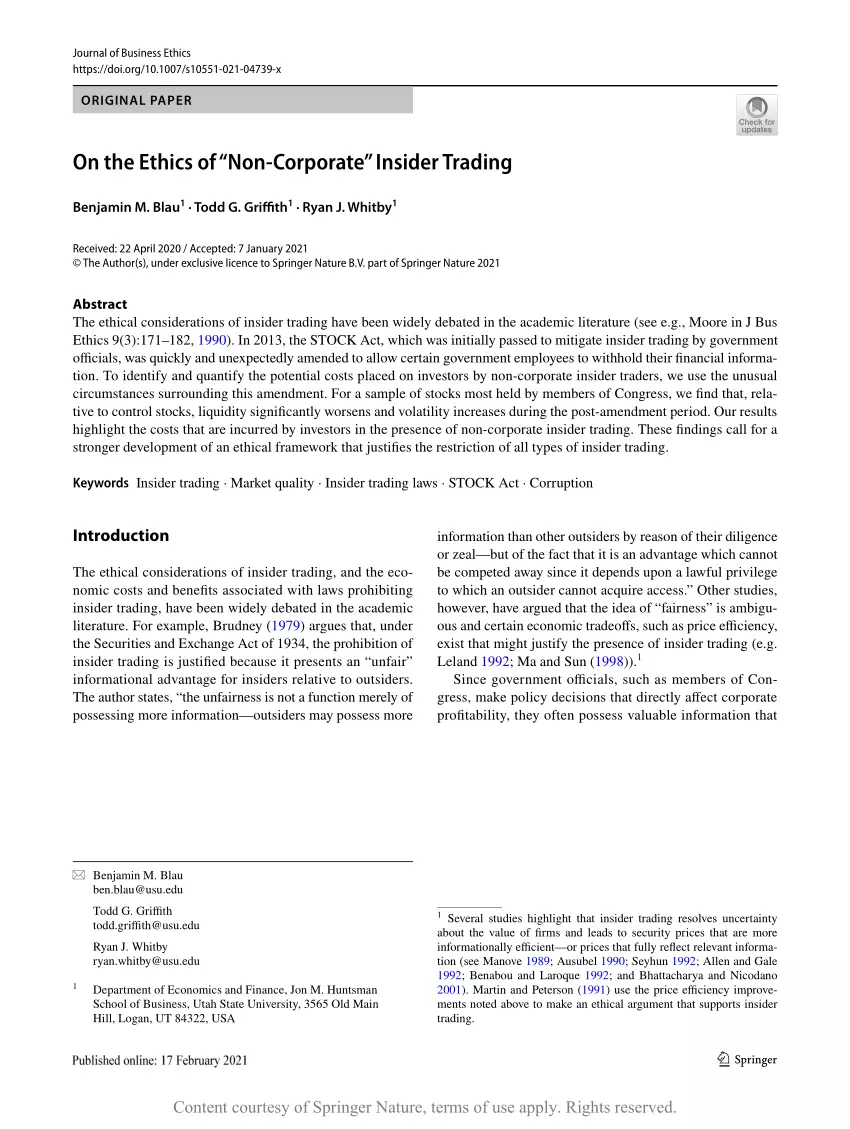 Journal of Business Ethics
https://doi.org/10.1007/s10551-021-04739-x
ORIGINAL PAPER
Check for
updates
On the Ethics of “Non-Corporate” Insider Trading
Benjamin M. Blau1 · Todd G. Griffith1 · Ryan J. Whitby1
Received: 22 April 2020 / Accepted: 7 January 2021
© The Author(s), under exclusive licence to Springer Nature B.V. part of Springer Nature 2021
Abstract
The ethical considerations of insider trading have been widely debated in the academic literature (see e.g., Moore in J Bus
Ethics 9(3):171–182, 1990). In 2013, the STOCK Act, which was initially passed to mitigate insider trading by government
officials, was quickly and unexpectedly amended to allow certain government employees to withhold their financial informa-
tion. To identify and quantify the potential costs placed on investors by non-corporate insider traders, we use the unusual
circumstances surrounding this amendment. For a sample of stocks most held by members of Congress, we find that, rela-
tive to control stocks, liquidity significantly worsens and volatility increases during the post-amendment period. Our results
highlight the costs that are incurred by investors in the presence of non-corporate insider trading. These findings call for a
stronger development of an ethical framework that justifies the restriction of all types of insider trading.
Keywords Insider trading · Market quality · Insider trading laws · STOCK Act · Corruption
Introduction
The ethical considerations of insider trading, and the eco-
nomic costs and benefits associated with laws prohibiting
insider trading, have been widely debated in the academic
literature. For example, Brudney (1979) argues that, under
the Securities and Exchange Act of 1934, the prohibition of
insider trading is justified because it presents an “unfair”
informational advantage for insiders relative to outsiders.
The author states, “the unfairness is not a function merely of
possessing more information—outsiders may possess more
information than other outsiders by reason of their diligence
or zeal—but of the fact that it is an advantage which cannot
be competed away since it depends upon a lawful privilege
to which an outsider cannot acquire access.” Other studies,
however, have argued that the idea of “fairness” is ambigu-
ous and certain economic tradeoffs, such as price efficiency,
exist that might justify the presence of insider trading (e.g.
Leland 1992; Ma and Sun (1998)).1
Since government officials, such as members of Con-
gress, make policy decisions that directly affect corporate
profitability, they often possess valuable information that
Benjamin M. Blau
ben.blau@usu.edu
Todd G. Griffith
todd.griffith@usu.edu
Ryan J. Whitby
ryan.whitby@usu.edu
1 Department of Economics and Finance, Jon M. Huntsman
School of Business, Utah State University, 3565 Old Main
Hill, Logan, UT 84322, USA
1 Several studies highlight that insider trading resolves uncertainty
about the value of firms and leads to security prices that are more
informationally efficient—or prices that fully reflect relevant informa-
tion (see Manove 1989; Ausubel 1990; Seyhun 1992; Allen and Gale
1992; Benabou and Laroque 1992; and Bhattacharya and Nicodano
2001). Martin and Peterson (1991) use the price efficiency improve-
ments noted above to make an ethical argument that supports insider
trading.
Published online: 17 February 2021
Springer
Content courtesy of Springer Nature, terms of use apply. Rights reserved.